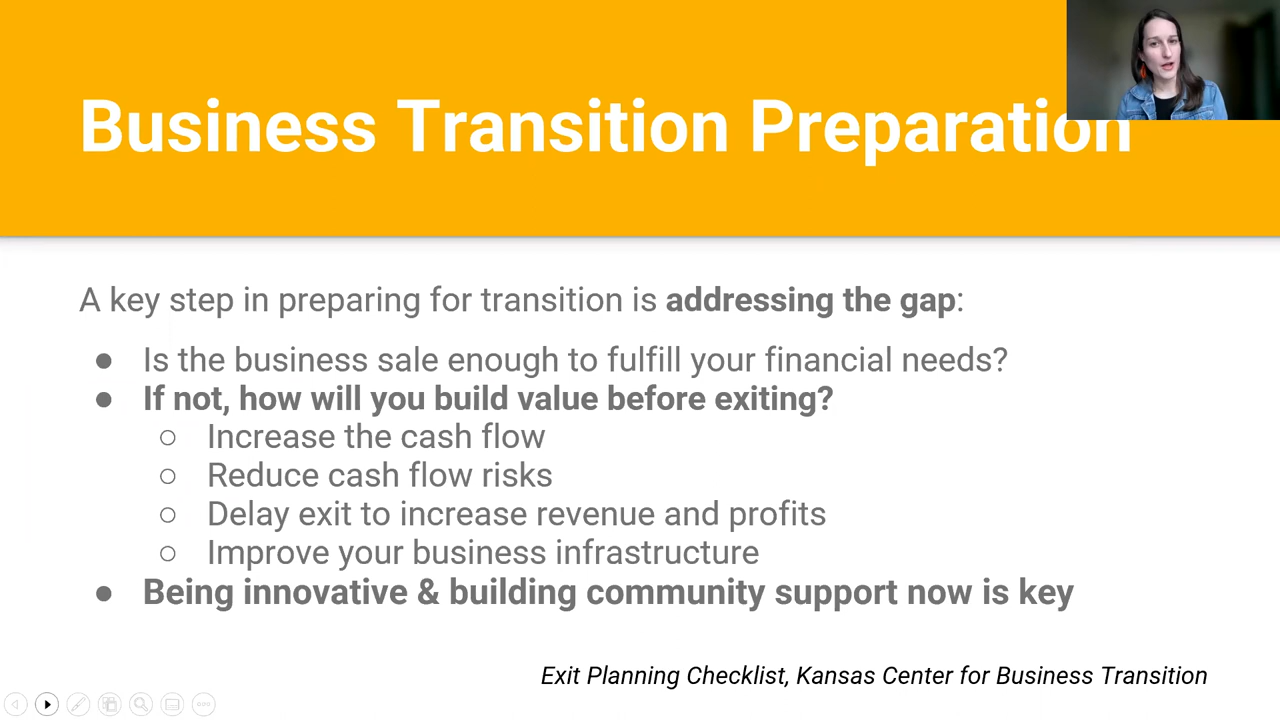 Business Transition Preparation
A key step in preparing for transition is addressing the gap:
● Is the business sale enough to fulfill your financial needs?
● If not, how will you build value before exiting?
○ Increase the cash flow
○ Reduce cash flow risks
○ Delay exit to increase revenue and profits
○ Improve your business infrastructure
● Being innovative & building community support now is key
Exit Planning Checklist, Kansas Center for Business Transition